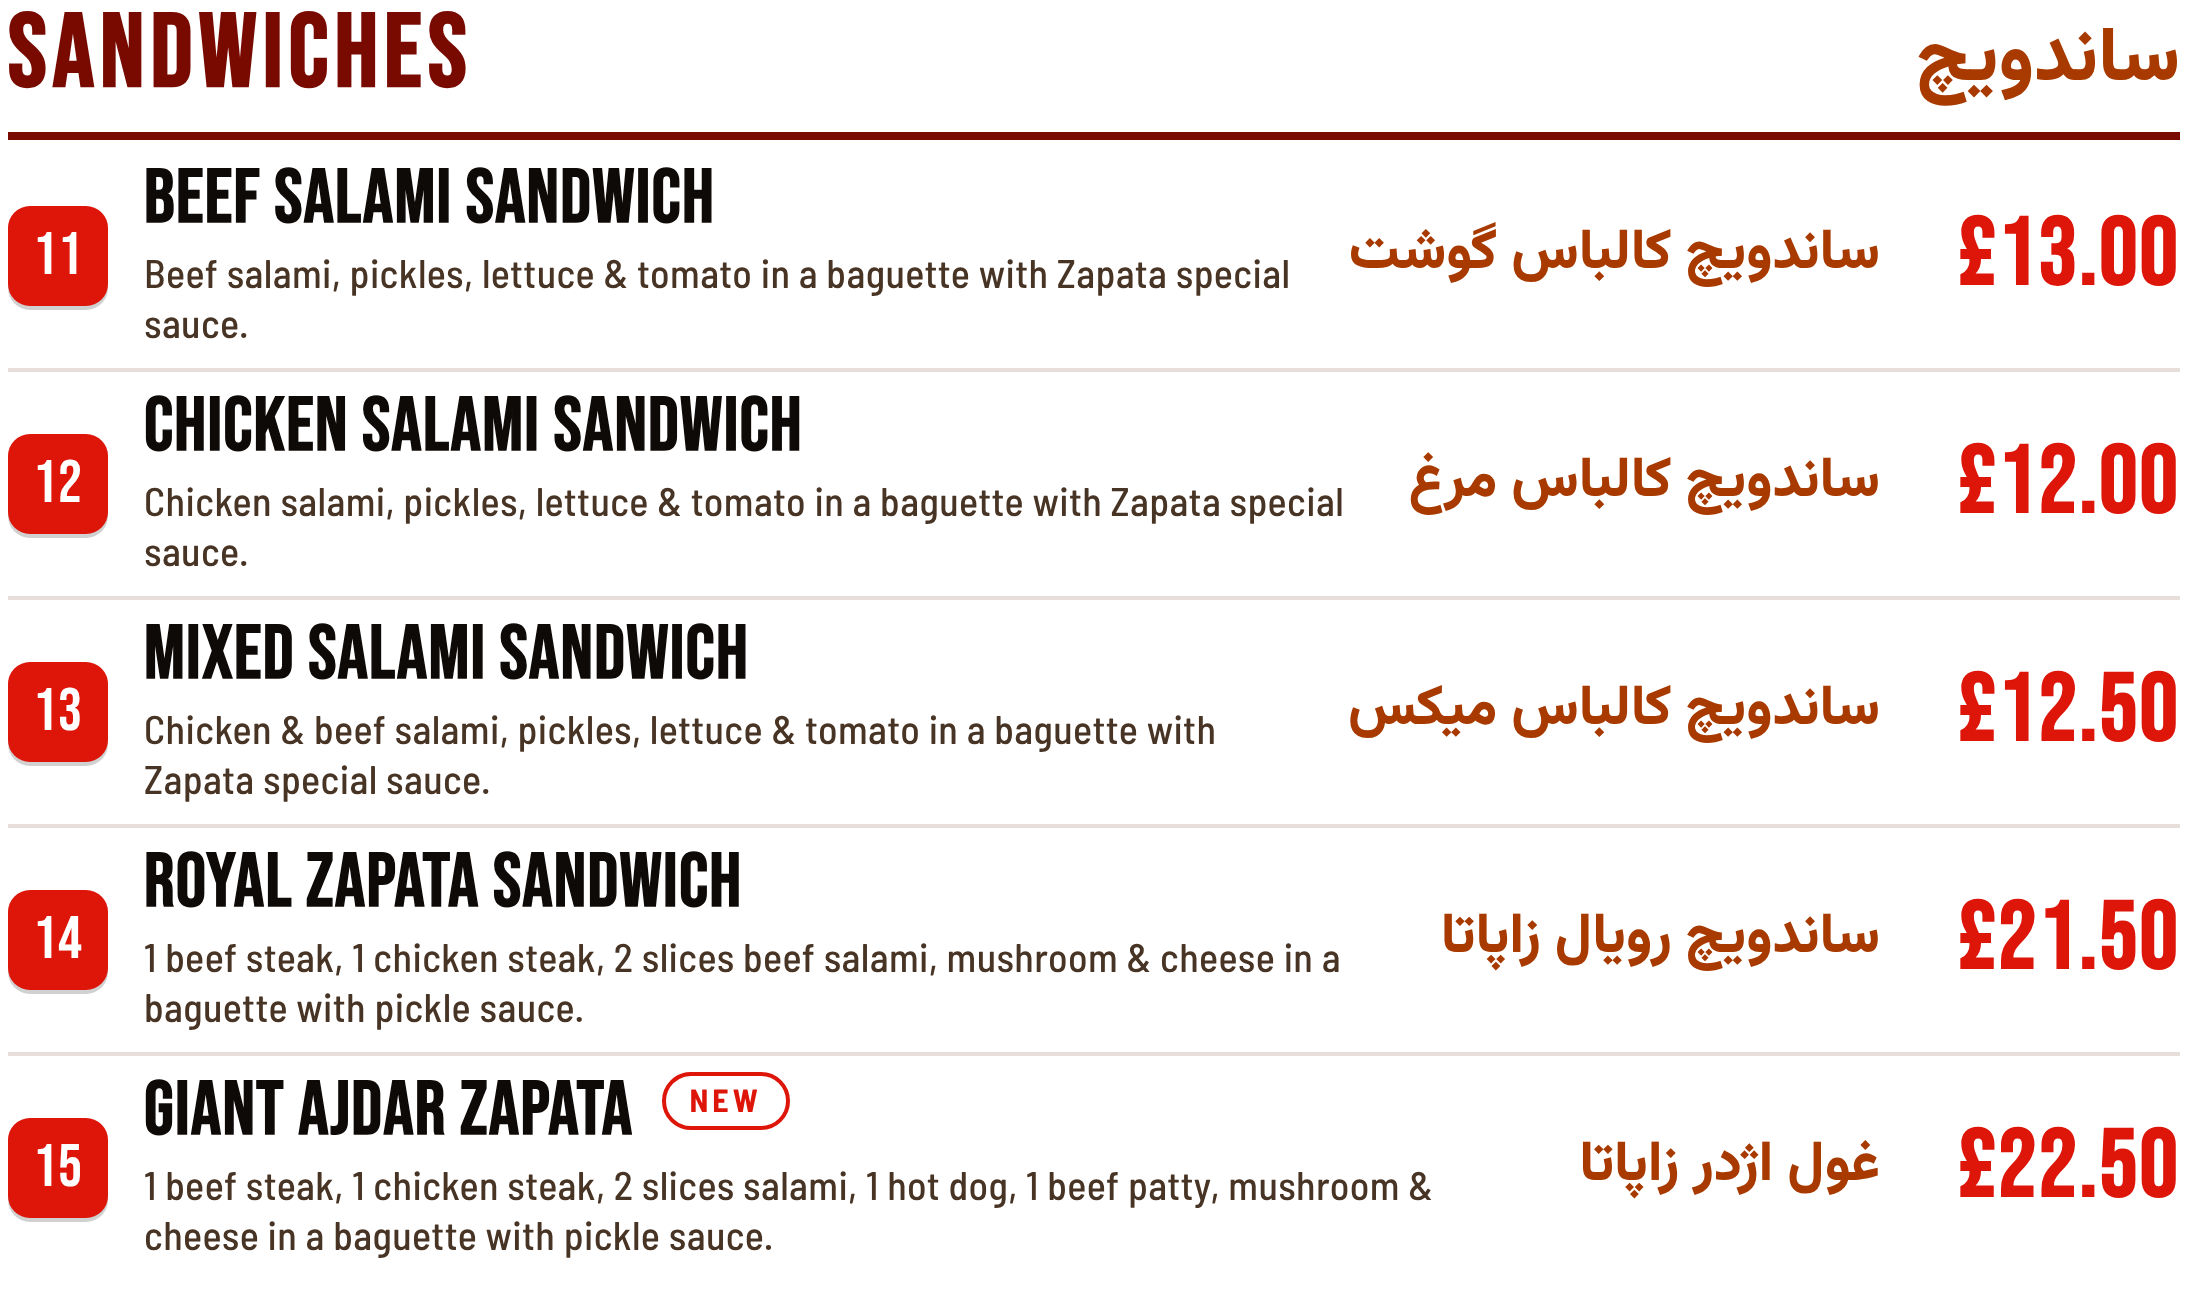 SANDWICHES ساندویچ
11 BEEF SALAMI SANDWICH
Beef salami, pickles, lettuce & tomato in a baguette with Zapata special
sauce.
ساندویچ کالباس گوشت £13.00
12 CHICKEN SALAMI SANDWICH
Chicken salami, pickles, lettuce & tomato in a baguette with Zapata special
sauce.
ساندویچ کالباس مرغ £12.00
13 MIXED SALAMI SANDWICH
Chicken & beef salami, pickles, lettuce & tomato in a baguette with
Zapata special sauce.
ساندویچ کالباس میکس £12.50
14 ROYAL ZAPATA SANDWICH
1 beef steak, 1 chicken steak, 2 slices beef salami, mushroom & cheese in a
baguette with pickle sauce.
ساندویچ رویال زاپاتا £21.50
15 GIANT AJDAR ZAPATA NEW
1 beef steak, 1 chicken steak, 2 slices salami, 1 hot dog, 1 beef patty, mushroom &
cheese in a baguette with pickle sauce.
غول اژدر زاپاتا £22.50